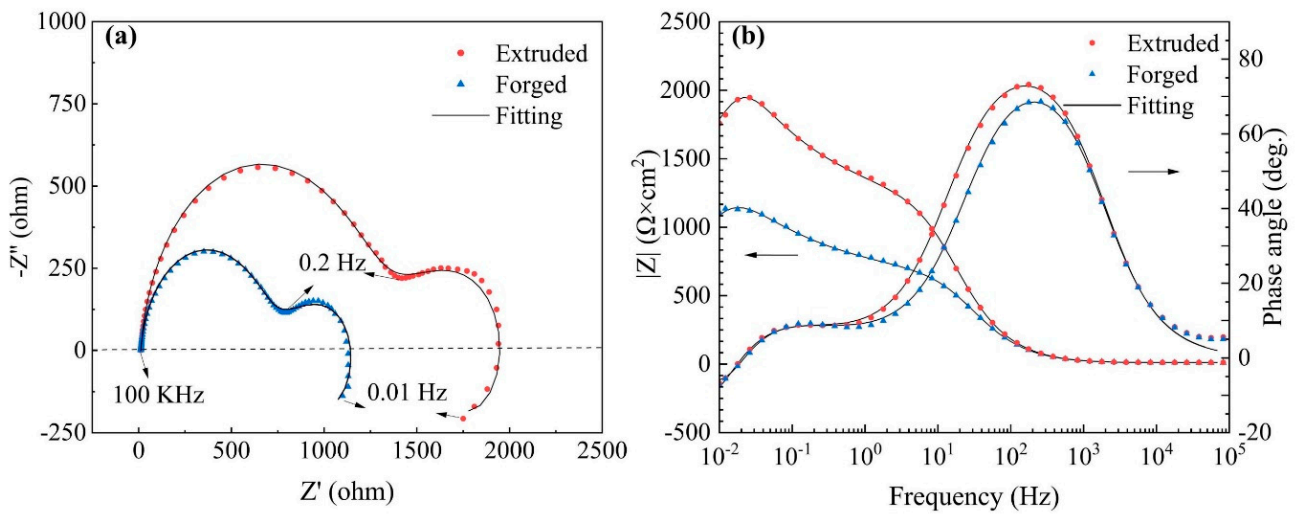 (a)
Extruded
Forged
Fitting
1000
750
500
250
0
-250
-Z" (ohm)
0.2 Hz
100 KHz
0.01 Hz
0 500 1000 1500 2000 2500
Z' (ohm)
(b)
Extruded
Forged
Fitting
2500
2000
1500
1000
500
0
-500
|Z| (Ω×cm²)
80
60
40
20
0
-20
Phase angle (deg.)
10⁻² 10⁻¹ 10⁰ 10¹ 10² 10³ 10⁴ 10⁵
Frequency (Hz)